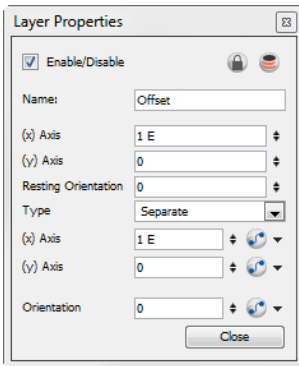 Layer Properties
Enable/Disable
Name: Offset
(x) Axis 1 E
(y) Axis 0
Resting Orientation 0
Type Separate
(x) Axis 1 E
(y) Axis 0
Orientation 0
Close